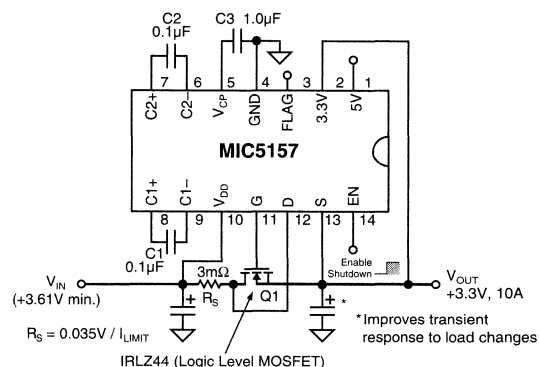 C2
0.1µF
C3 1.0µF
7 6 5 4 3 2 1
C2+ C2- VCP GND FLAG 3.3V 5V
MIC5157
C1+ C1- VDD G D S EN
8 9 10 11 12 13 14
C1
0.1µF
Enable
Shutdown
VIN
(+3.61V min.)
3mΩ
RS
Q1
+
+ *
VOUT
+3.3V, 10A
*Improves transient
response to load changes
RS = 0.035V / ILIMIT
IRLZ44 (Logic Level MOSFET)